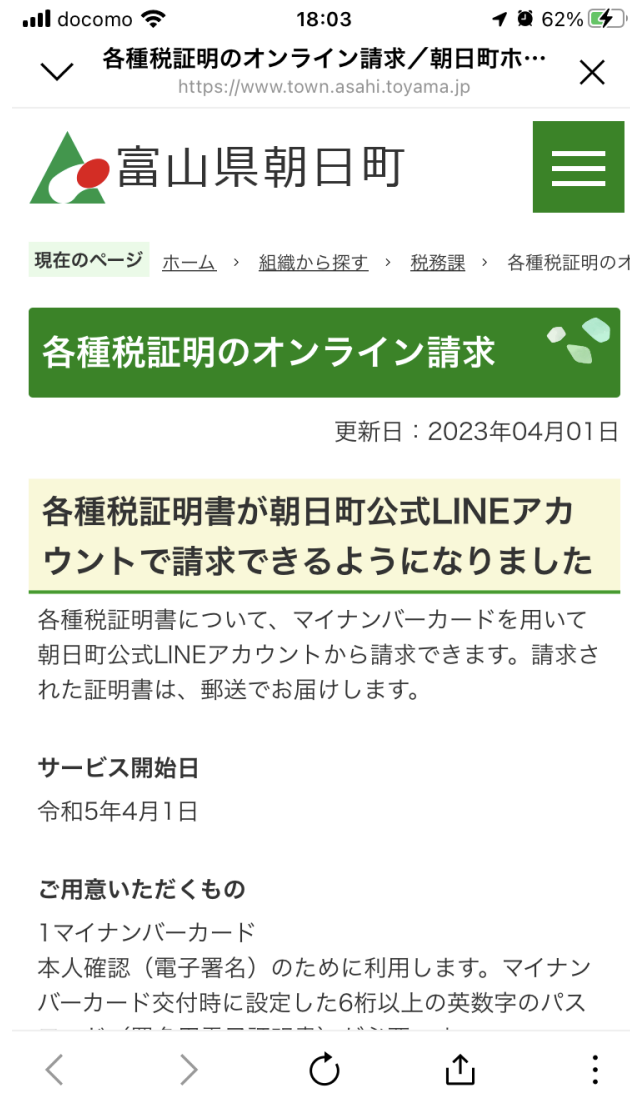 docomo 18:03 62%
各種税証明のオンライン請求／朝日町ホ…
https://www.town.asahi.toyama.jp
富山県朝日町
現在のページ ホーム › 組織から探す › 税務課 › 各種税証明のオ
各種税証明のオンライン請求
更新日：2023年04月01日
各種税証明書が朝日町公式LINEアカ
ウントで請求できるようになりました
各種税証明書について、マイナンバーカードを用いて
朝日町公式LINEアカウントから請求できます。請求さ
れた証明書は、郵送でお届けします。
サービス開始日
令和5年4月1日
ご用意いただくもの
1マイナンバーカード
本人確認（電子署名）のために利用します。マイナン
バーカード交付時に設定した6桁以上の英数字のパス